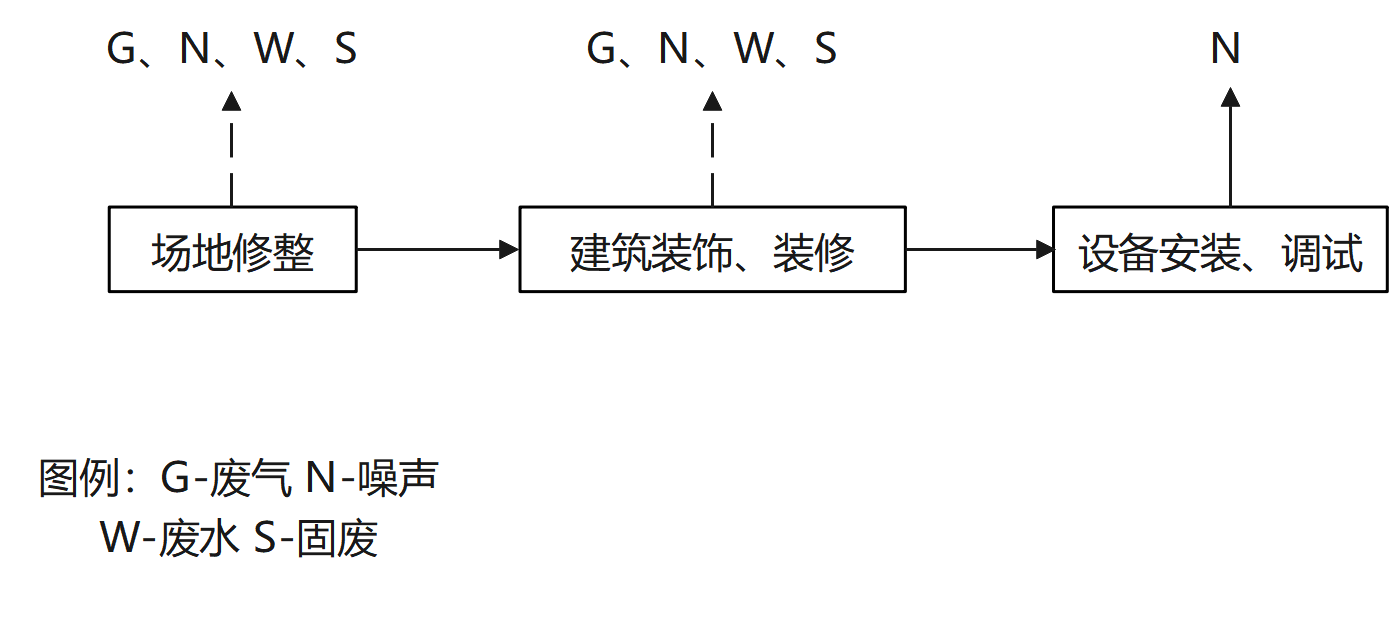 G、N、W、S
G、N、W、S
N
场地修整
建筑装饰、装修
设备安装、调试
图例：G-废气 N-噪声
W-废水 S-固废